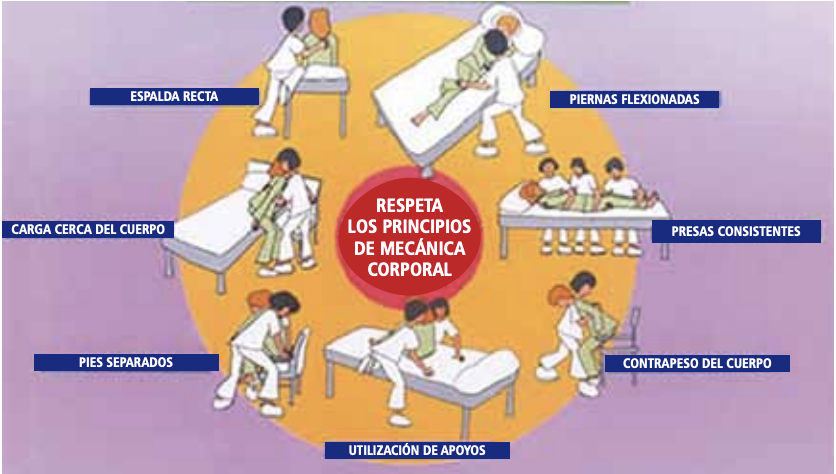 ESPALDA RECTA
PIERNAS FLEXIONADAS
RESPETA
LOS PRINCIPIOS
DE MECÁNICA
CORPORAL
CARGA CERCA DEL CUERPO
PRESAS CONSISTENTES
PIES SEPARADOS
CONTRAPESO DEL CUERPO
UTILIZACIÓN DE APOYOS